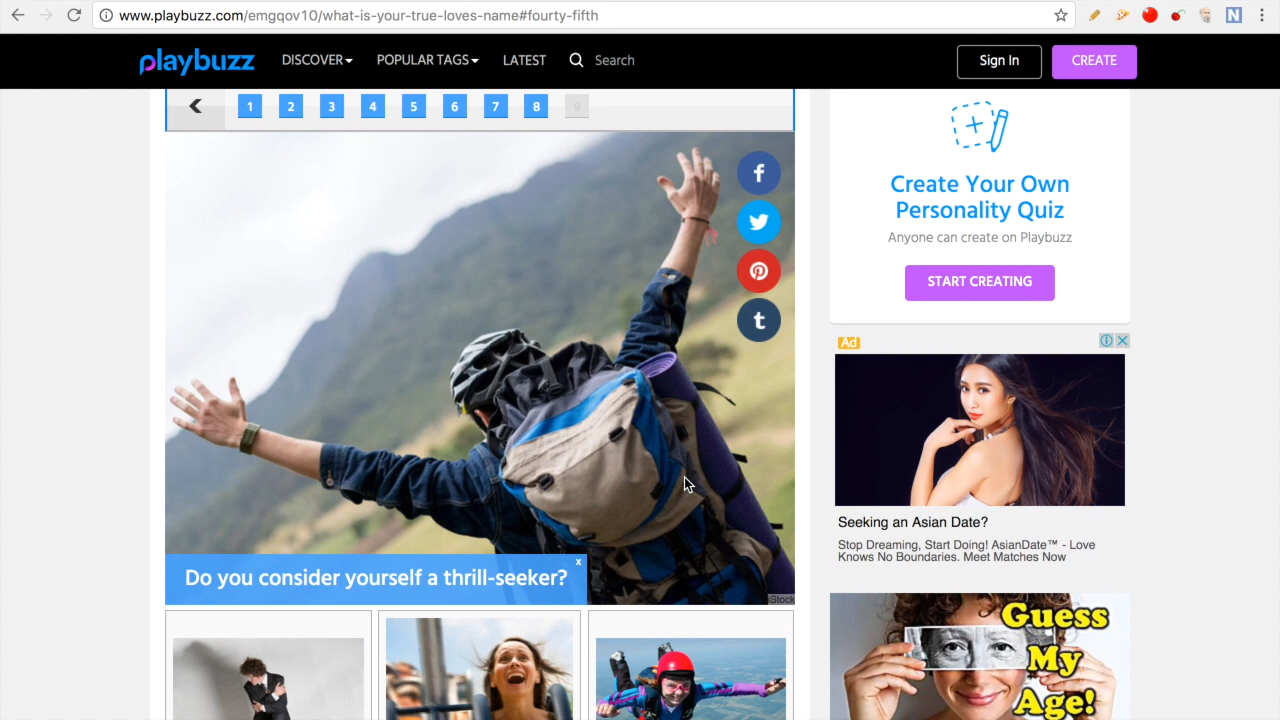 www.playbuzz.com/emgqov10/what-is-your-true-loves-name#fourty-fifth
N
playbuzz
DISCOVER
POPULAR TAGS
LATEST
Search
Sign In
CREATE
1 2 3 4 5 6 7 8 9
f
t
Create Your Own
Personality Quiz
Anyone can create on Playbuzz
START CREATING
Ad
Seeking an Asian Date?
Stop Dreaming, Start Doing! AsianDate™ - Love
Knows No Boundaries. Meet Matches Now
x
Do you consider yourself a thrill-seeker?
iStock
Guess
My
Age!